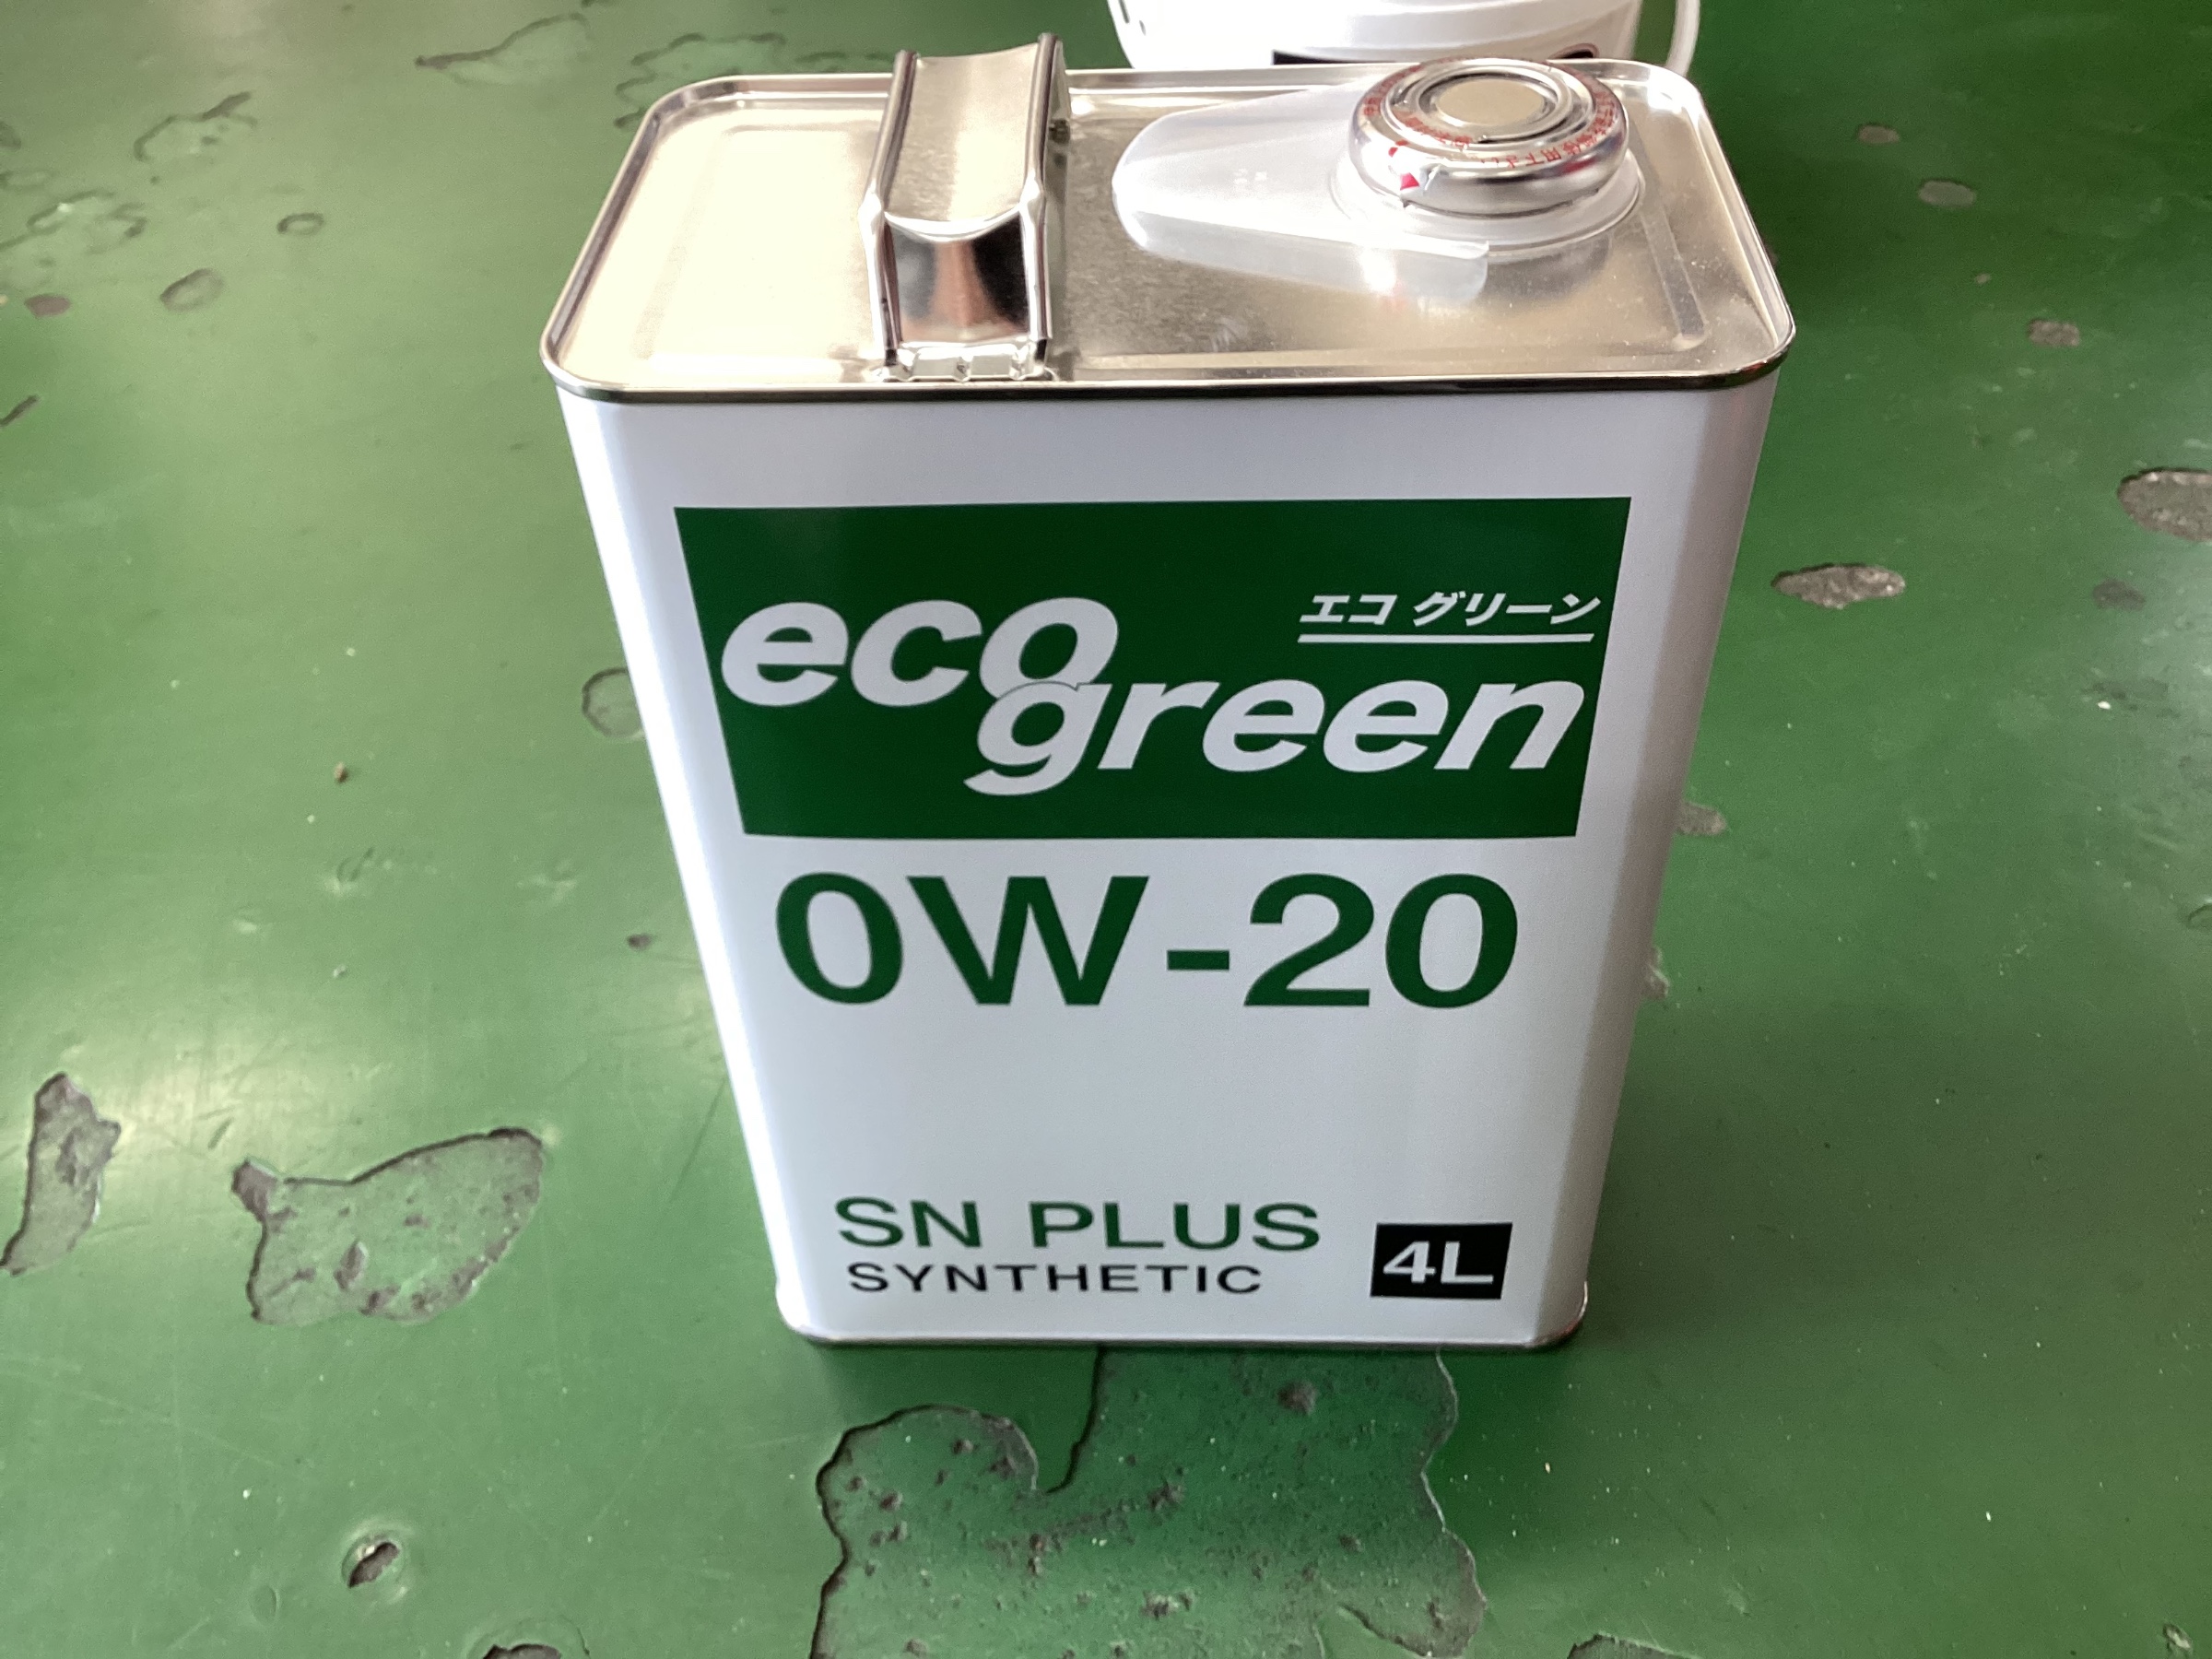 エコ グリーン
eco
green
0W-20
SN PLUS
SYNTHETIC
4L